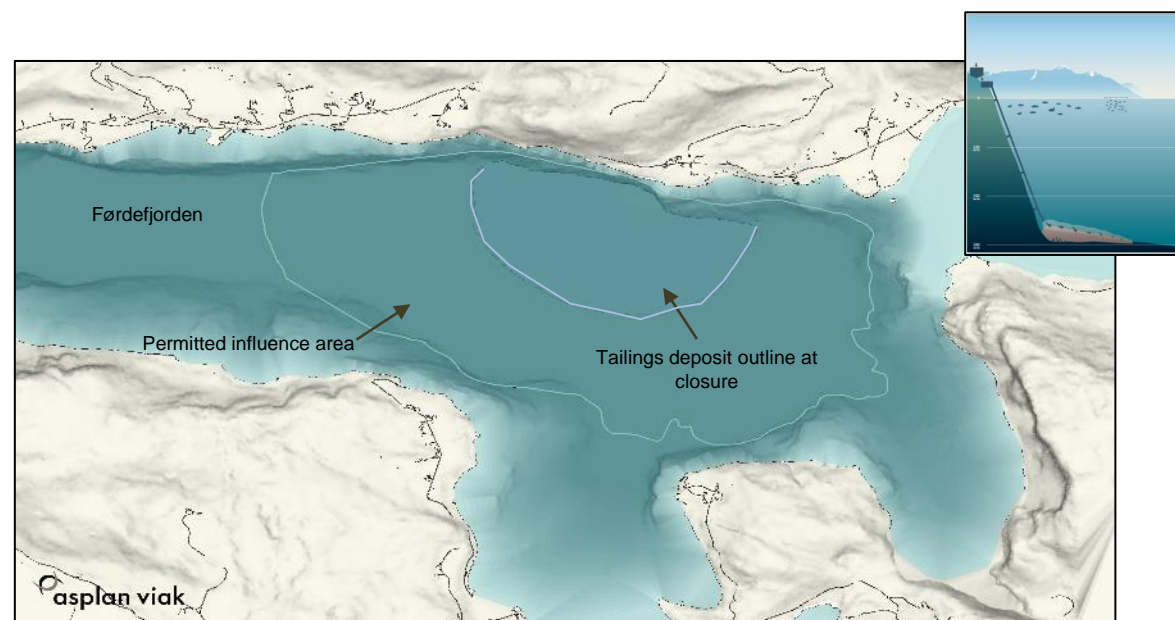 Førdefjorden
Permitted influence area
Tailings deposit outline at
closure
asplan viak